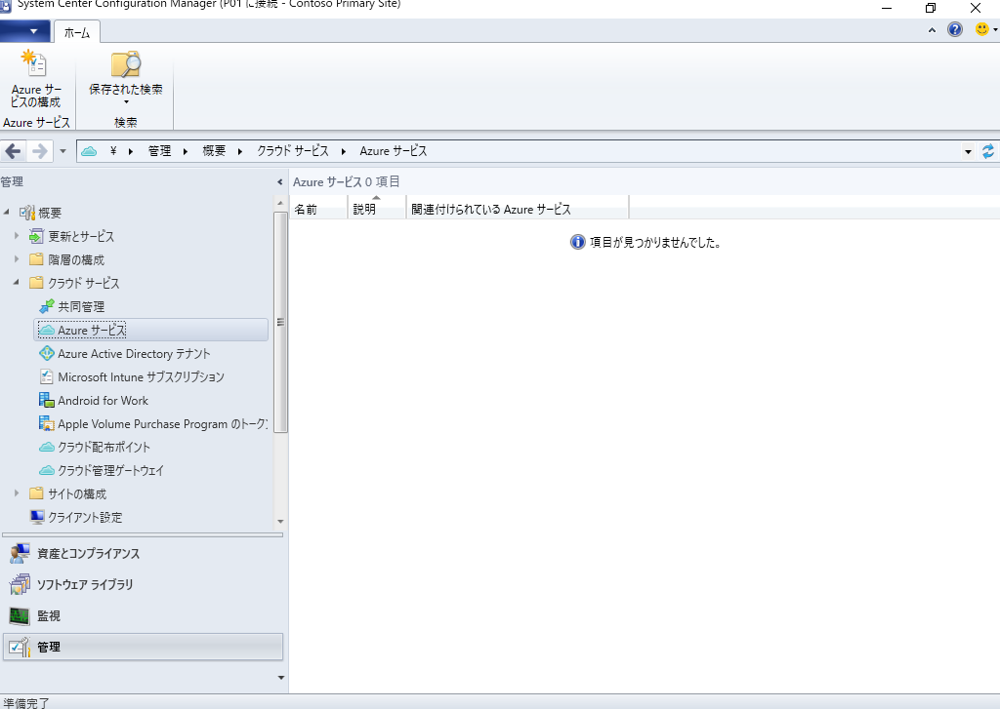 System Center Configuration Manager (P01 に接続 - Contoso Primary Site)
ホーム
Azure サー
ビスの構成
保存された検索
Azure サービス
検索
¥ 管理 概要 クラウド サービス Azure サービス
管理
Azure サービス 0 項目
名前 説明 関連付けられている Azure サービス
項目が見つかりませんでした。
概要
更新とサービス
階層の構成
クラウド サービス
共同管理
Azure サービス
Azure Active Directory テナント
Microsoft Intune サブスクリプション
Android for Work
Apple Volume Purchase Program のトーク
クラウド配布ポイント
クラウド管理ゲートウェイ
サイトの構成
クライアント設定
資産とコンプライアンス
ソフトウェア ライブラリ
監視
管理
準備完了